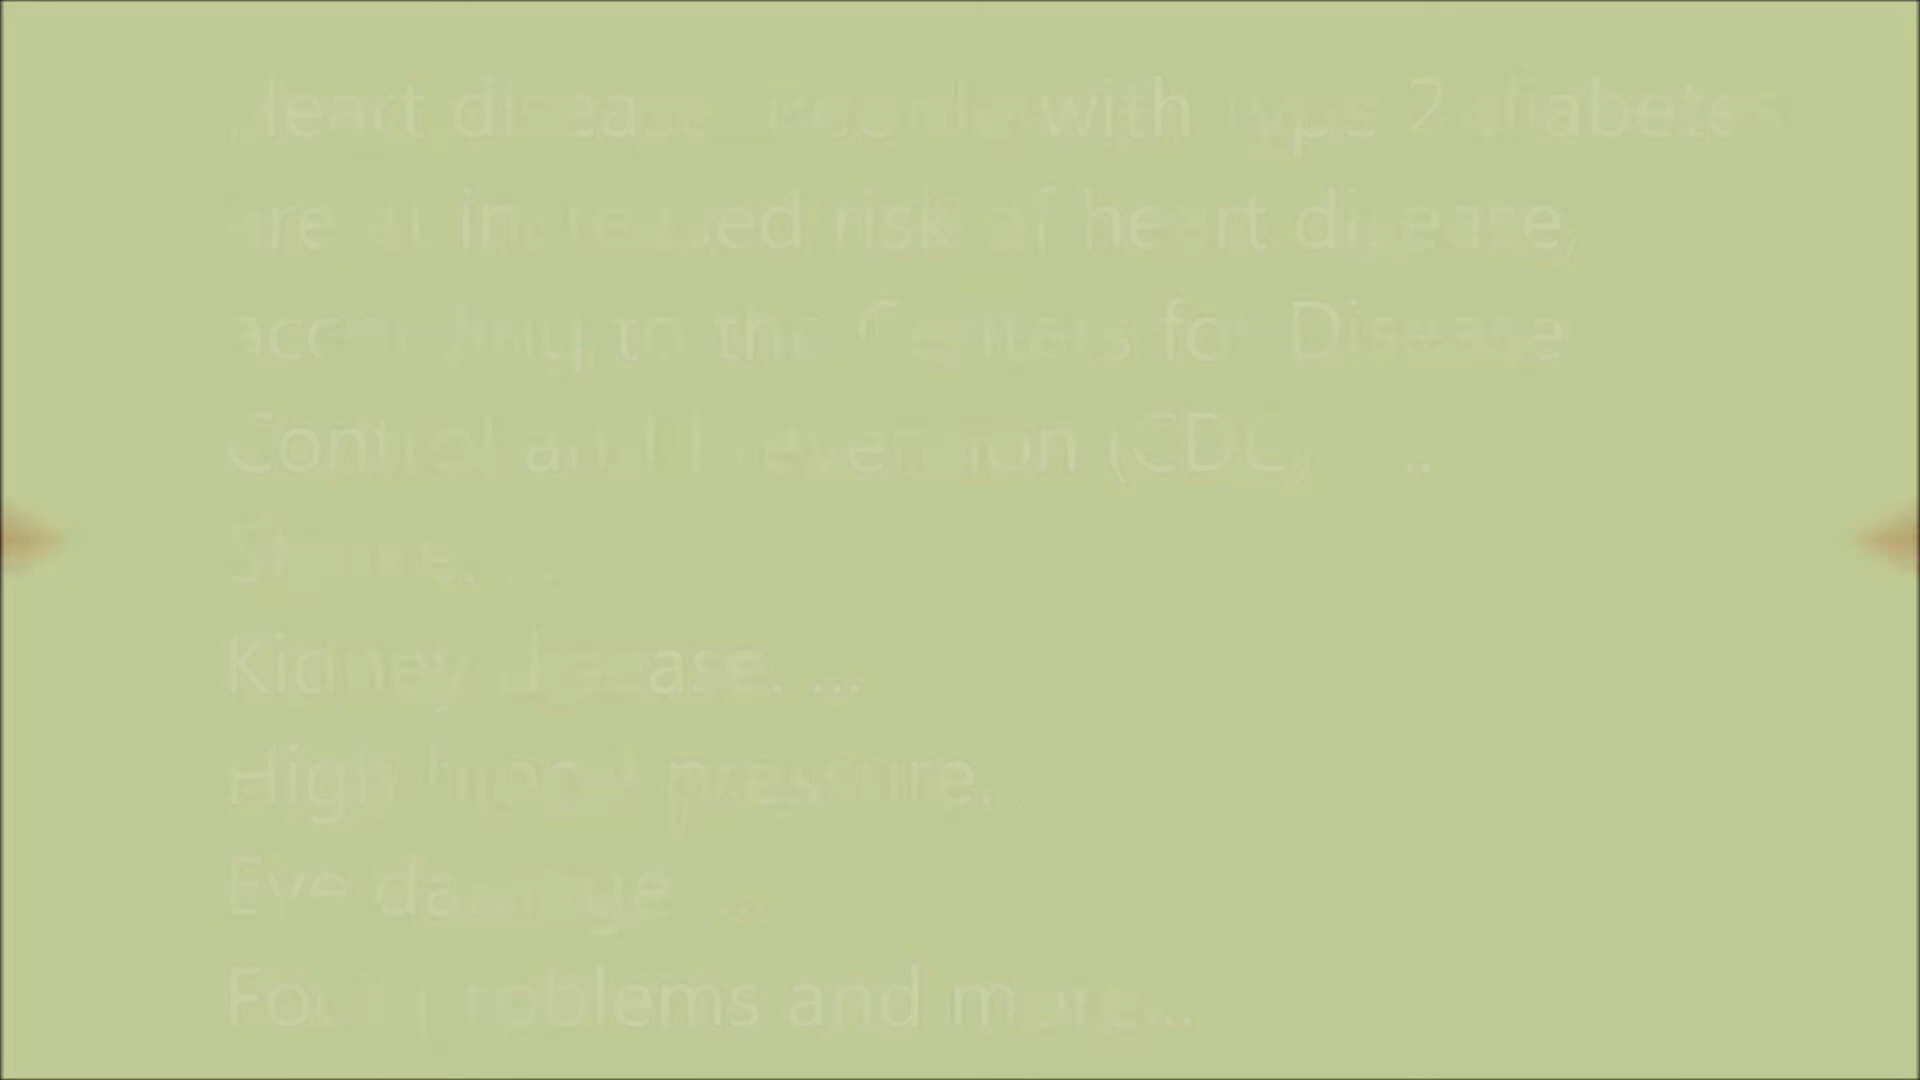 Heart disease. People with type 2 diabetes
are at increased risk of heart disease,
according to the Centers for Disease
Control and Prevention (CDC). ...
Kidney disease. ...
High blood pressure...
Eye damage ...
Foot problems and more...